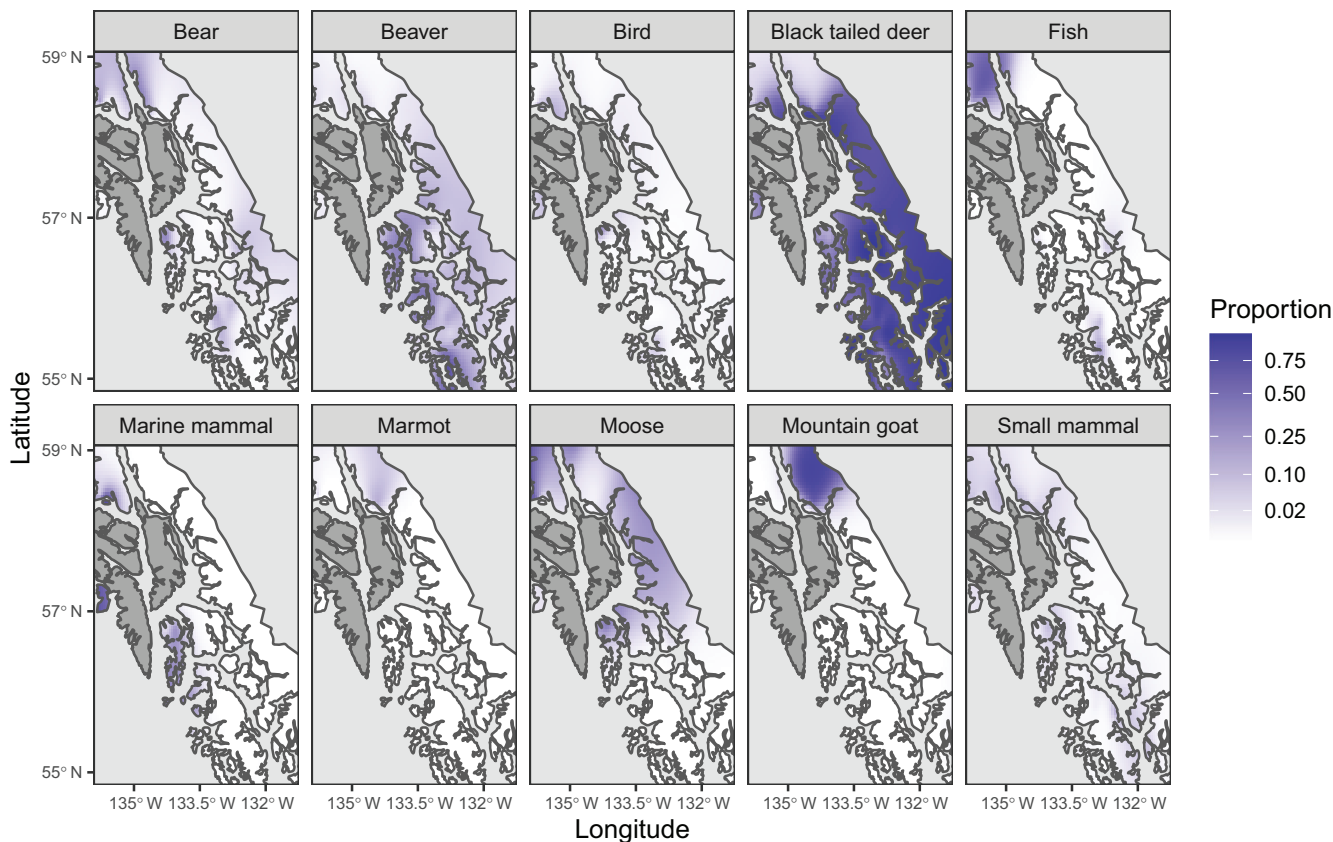 Bear
Beaver
Bird
Black tailed deer
Fish
59° N
57° N
55° N
Marine mammal
Marmot
Moose
Mountain goat
Small mammal
59° N
57° N
55° N
135° W 133.5° W 132° W
135° W 133.5° W 132° W
135° W 133.5° W 132° W
135° W 133.5° W 132° W
135° W 133.5° W 132° W
Longitude
Latitude
Proportion
0.75
0.50
0.25
0.10
0.02